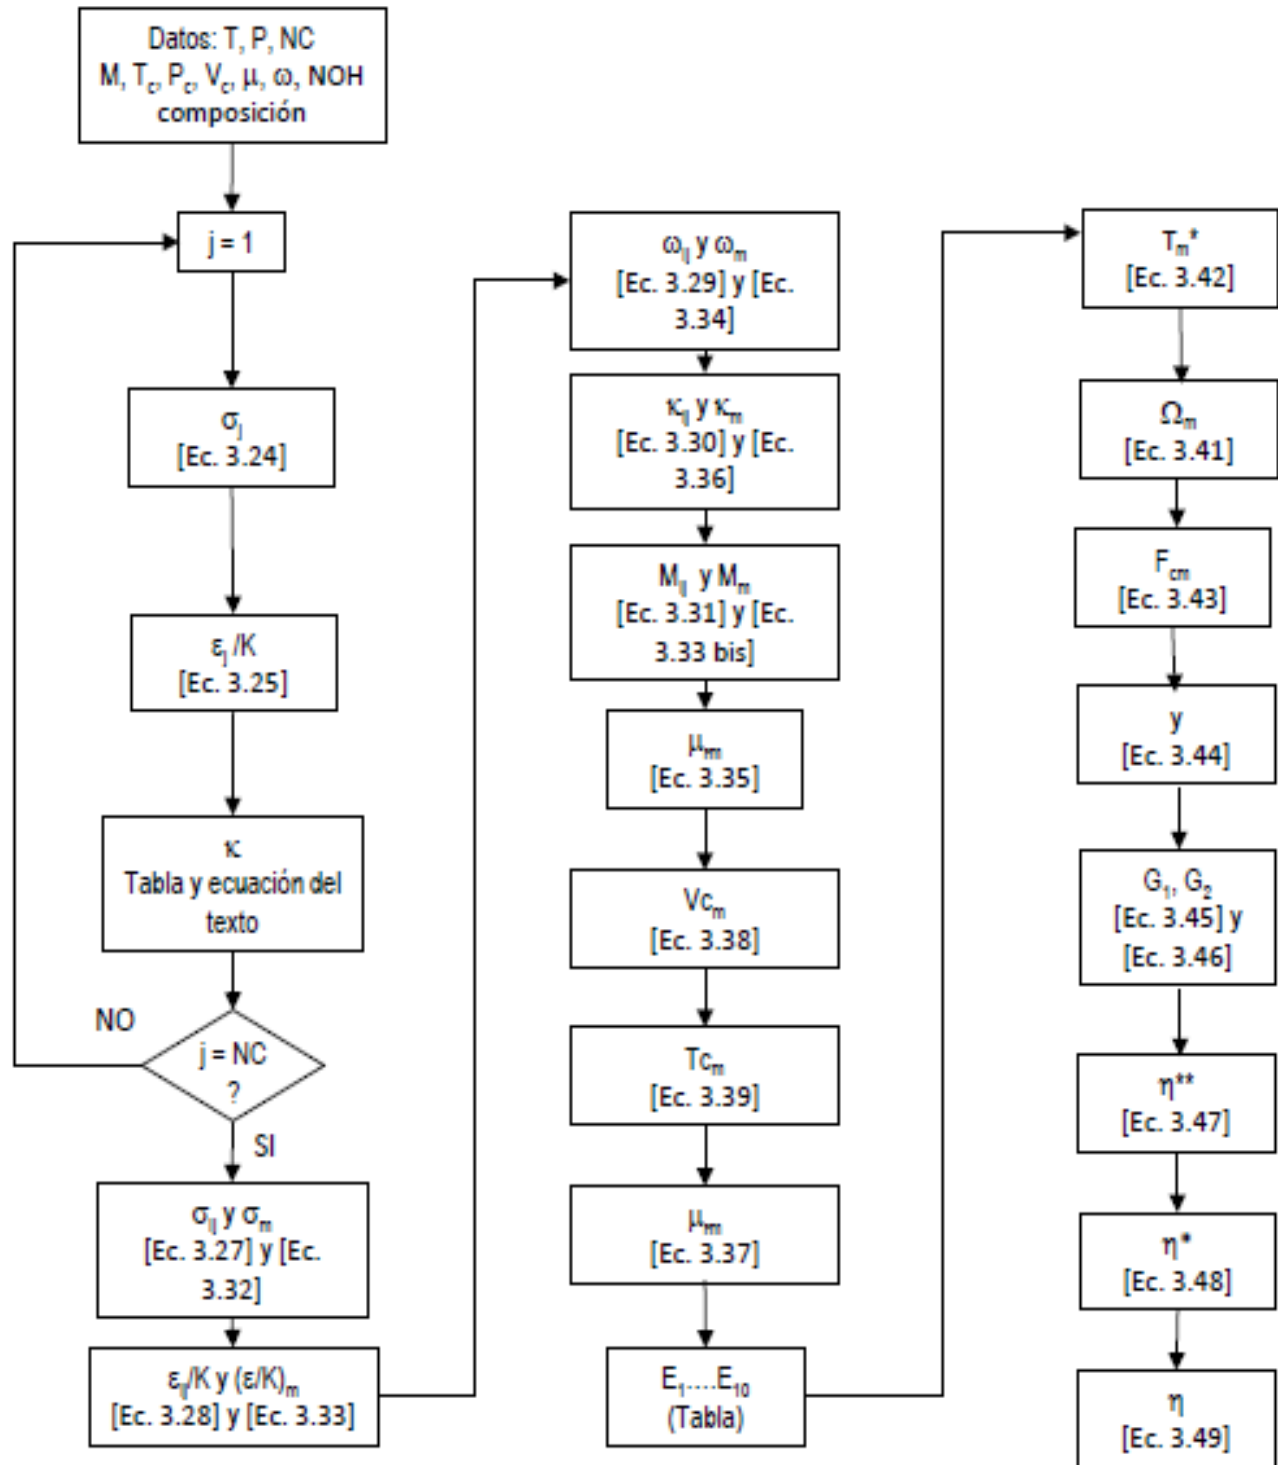 Datos: T, P, NC
M, Tc, Pc, Vc, μ, ω, NOH
composición
j = 1
σj
[Ec. 3.24]
εj /K
[Ec. 3.25]
κ
Tabla y ecuación del
texto
NO
j = NC
?
SI
σij y σm
[Ec. 3.27] y [Ec.
3.32]
εij/K y (ε/K)m
[Ec. 3.28] y [Ec. 3.33]
ωij y ωm
[Ec. 3.29] y [Ec.
3.34]
κij y κm
[Ec. 3.30] y [Ec.
3.36]
Mij y Mm
[Ec. 3.31] y [Ec.
3.33 bis]
μrm
[Ec. 3.35]
Vcm
[Ec. 3.38]
Tcm
[Ec. 3.39]
μrm
[Ec. 3.37]
E1....E10
(Tabla)
Tm*
[Ec. 3.42]
Ωm
[Ec. 3.41]
Fcm
[Ec. 3.43]
y
[Ec. 3.44]
G1, G2
[Ec. 3.45] y
[Ec. 3.46]
η**
[Ec. 3.47]
η*
[Ec. 3.48]
η
[Ec. 3.49]